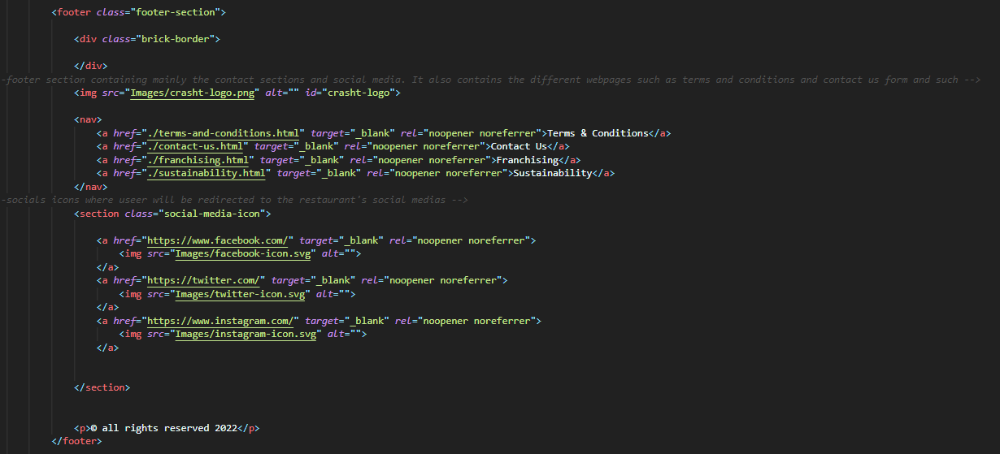 <footer class="footer-section">
<div class="brick-border">
</div>
-footer section containing mainly the contact sections and social media. It also contains the different webpages such as terms and conditions and contact us form and such -->
<img src="Images/crasht-logo.png" alt="" id="crasht-logo">
<nav>
<a href="./terms-and-conditions.html" target="_blank" rel="noopener noreferrer">Terms & Conditions</a>
<a href="./contact-us.html" target="_blank" rel="noopener noreferrer">Contact Us</a>
<a href="./franchising.html" target="_blank" rel="noopener noreferrer">Franchising</a>
<a href="./sustainability.html" target="_blank" rel="noopener noreferrer">Sustainability</a>
</nav>
-socials icons where useer will be redirected to the restaurant's social medias -->
<section class="social-media-icon">
<a href="https://www.facebook.com/" target="_blank" rel="noopener noreferrer">
<img src="Images/facebook-icon.svg" alt="">
</a>
<a href="https://twitter.com/" target="_blank" rel="noopener noreferrer">
<img src="Images/twitter-icon.svg" alt="">
</a>
<a href="https://www.instagram.com/" target="_blank" rel="noopener noreferrer">
<img src="Images/instagram-icon.svg" alt="">
</a>
</section>
<p>© all rights reserved 2022</p>
</footer>